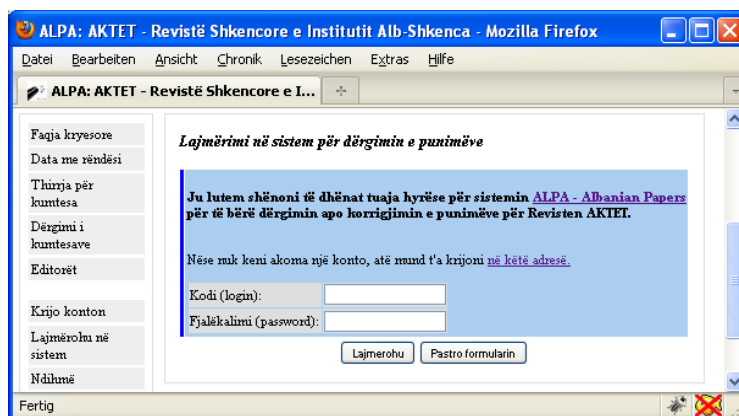 ALPA: AKTET - Revistë Shkencore e Institutit Alb-Shkenca - Mozilla Firefox
Datei Bearbeiten Ansicht Chronik Lesezeichen Extras Hilfe
ALPA: AKTET - Revistë Shkencore e I...
Faqja kryesore
Data me rëndësi
Thirrja për
kumtesa
Dërgimi i
kumtesave
Editorët
Krijo konton
Lajmërohu në
sistem
Ndihmë
Lajmërimi në sistem për dërgimin e punimëve
Ju lutem shënoni të dhënat tuaja hyrëse për sistemin ALPA - Albanian Papers
për të bërë dërgimin apo korrigjimin e punimëve për Revisten AKTET.
Nëse nuk keni akoma një konto, atë mund t'a krijoni në këtë adresë.
Kodi (login):
Fjalëkalimi (password):
Lajmerohu Pastro formularin
Fertig